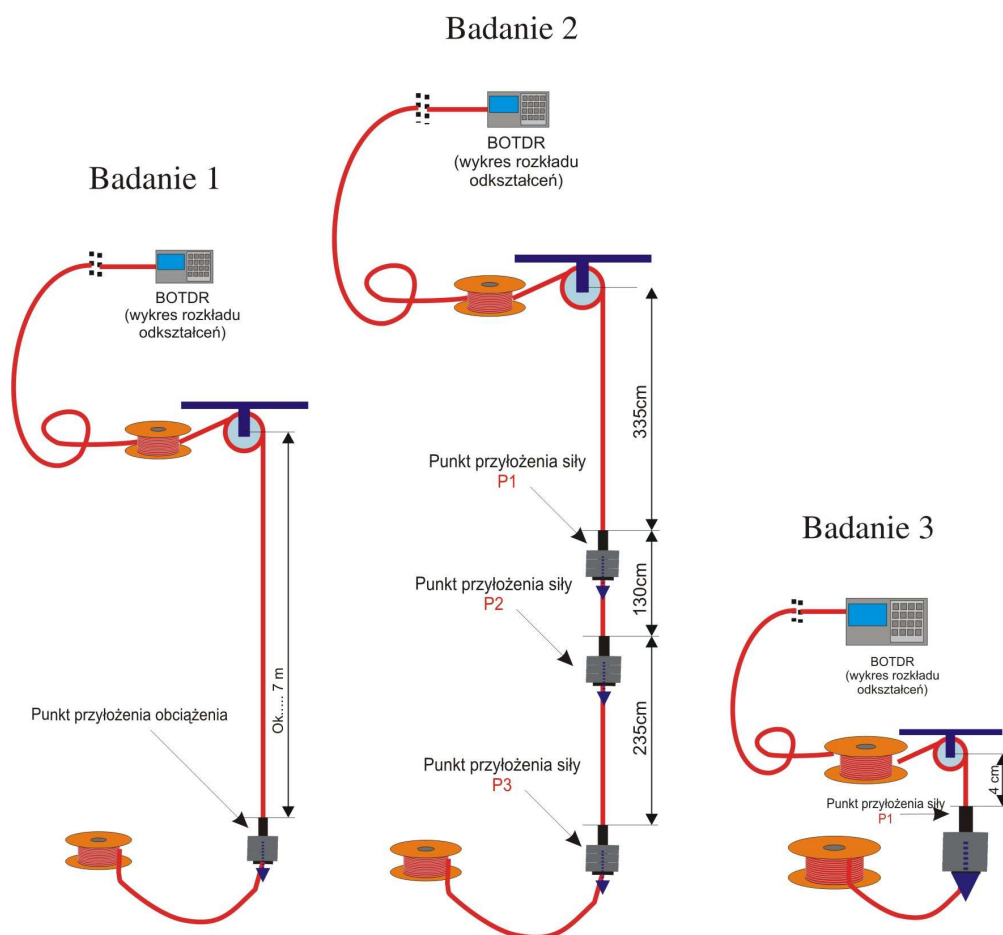 Badanie 1
BOTDR
(wykres rozkładu
odkształceń)
Ok..... 7 m
Punkt przyłożenia obciążenia
Badanie 2
BOTDR
(wykres rozkładu
odkształceń)
335cm
Punkt przyłożenia siły
P1
130cm
Punkt przyłożenia siły
P2
235cm
Punkt przyłożenia siły
P3
Badanie 3
BOTDR
(wykres rozkładu
odkształceń)
4 cm
Punkt przyłożenia siły
P1